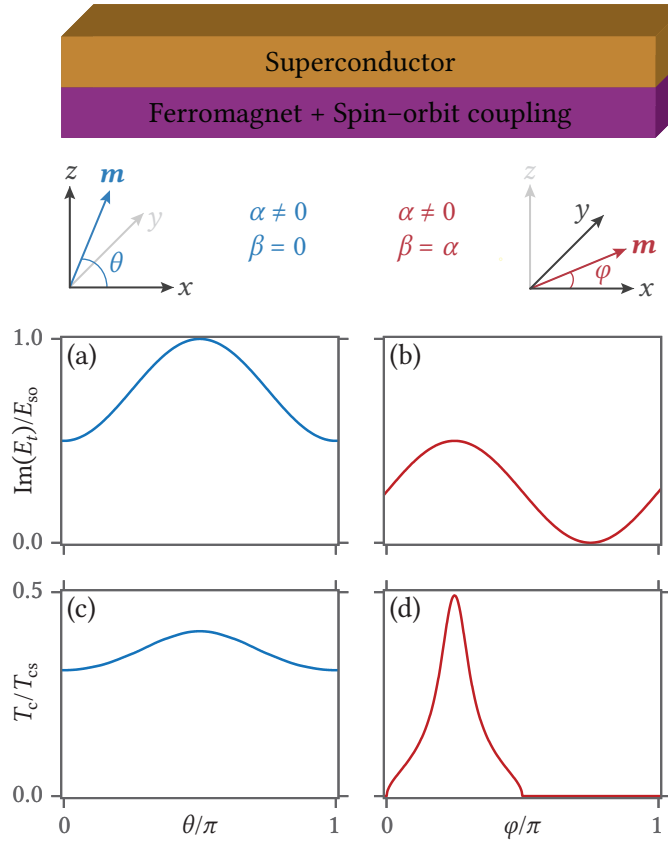 Superconductor
Ferromagnet + Spin–orbit coupling
z m y θ x
α ≠ 0
β = 0
α ≠ 0
β = α
z y m φ x
(a)
(b)
1.0
0.0
Im(E_t)/E_so
(c)
(d)
0.5
0.0
T_c/T_cs
0 θ/π 1
0 φ/π 1